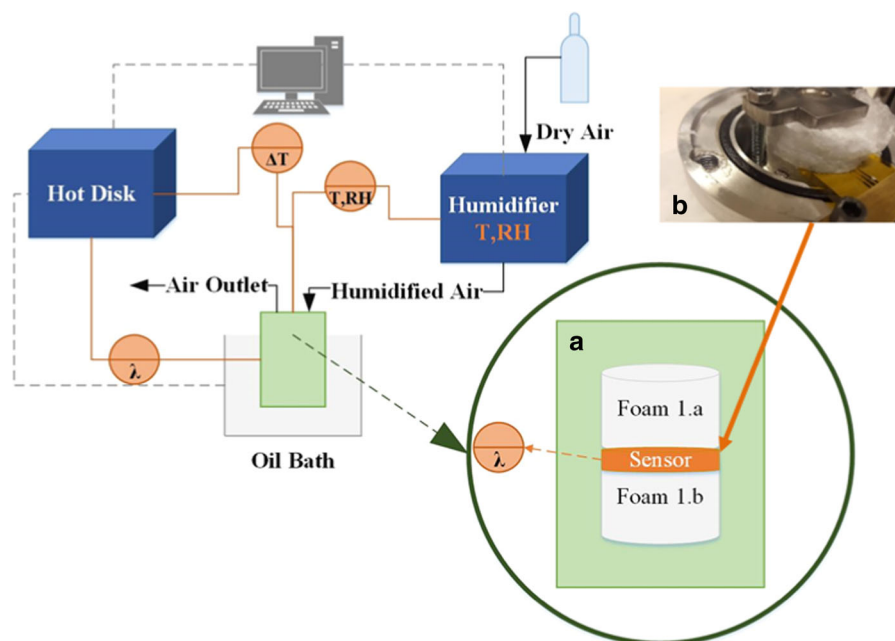 Dry Air
ΔT
Hot Disk
T,RH
Humidifier
T,RH
b
Air Outlet
Humidified Air
λ
Oil Bath
a
Foam 1.a
λ
Sensor
Foam 1.b